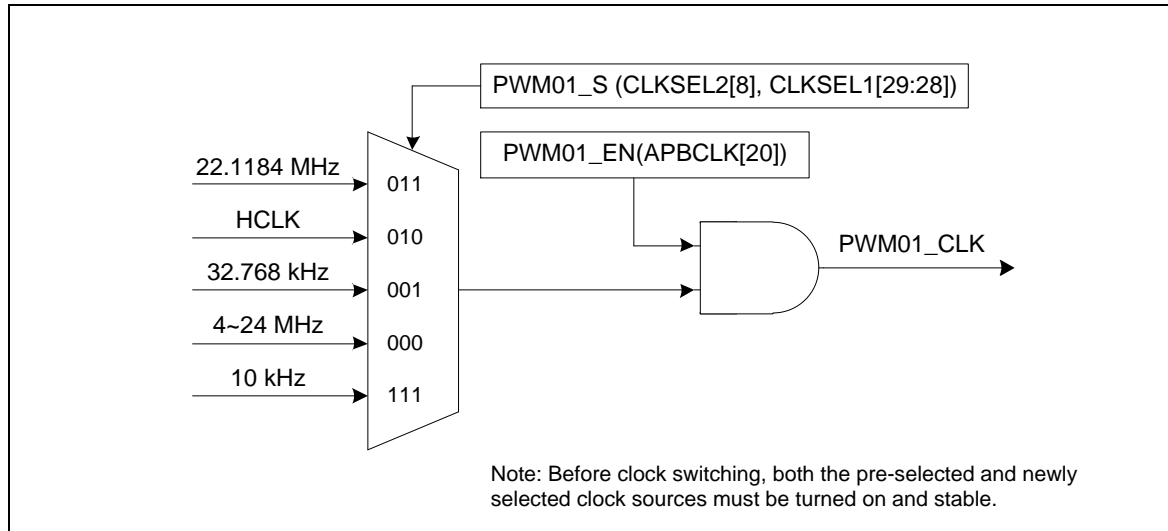 PWM01_S (CLKSEL2[8], CLKSEL1[29:28])
PWM01_EN(APBCLK[20])
22.1184 MHz
011
HCLK
010
32.768 kHz
001
4~24 MHz
000
10 kHz
111
PWM01_CLK
Note: Before clock switching, both the pre-selected and newly
selected clock sources must be turned on and stable.